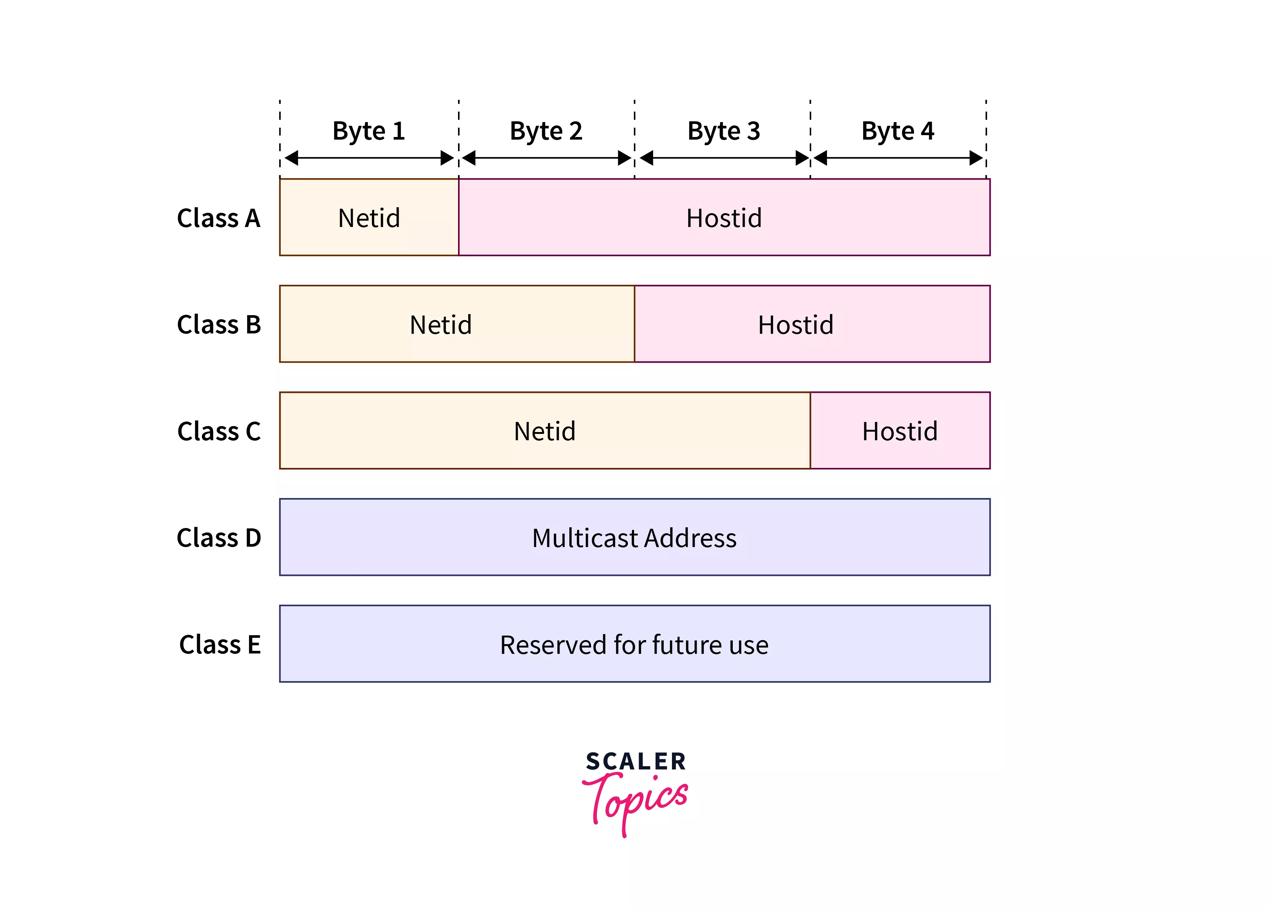 Byte 1 Byte 2 Byte 3 Byte 4
Class A Netid Hostid
Class B Netid Hostid
Class C Netid Hostid
Class D Multicast Address
Class E Reserved for future use
SCALER
Topics